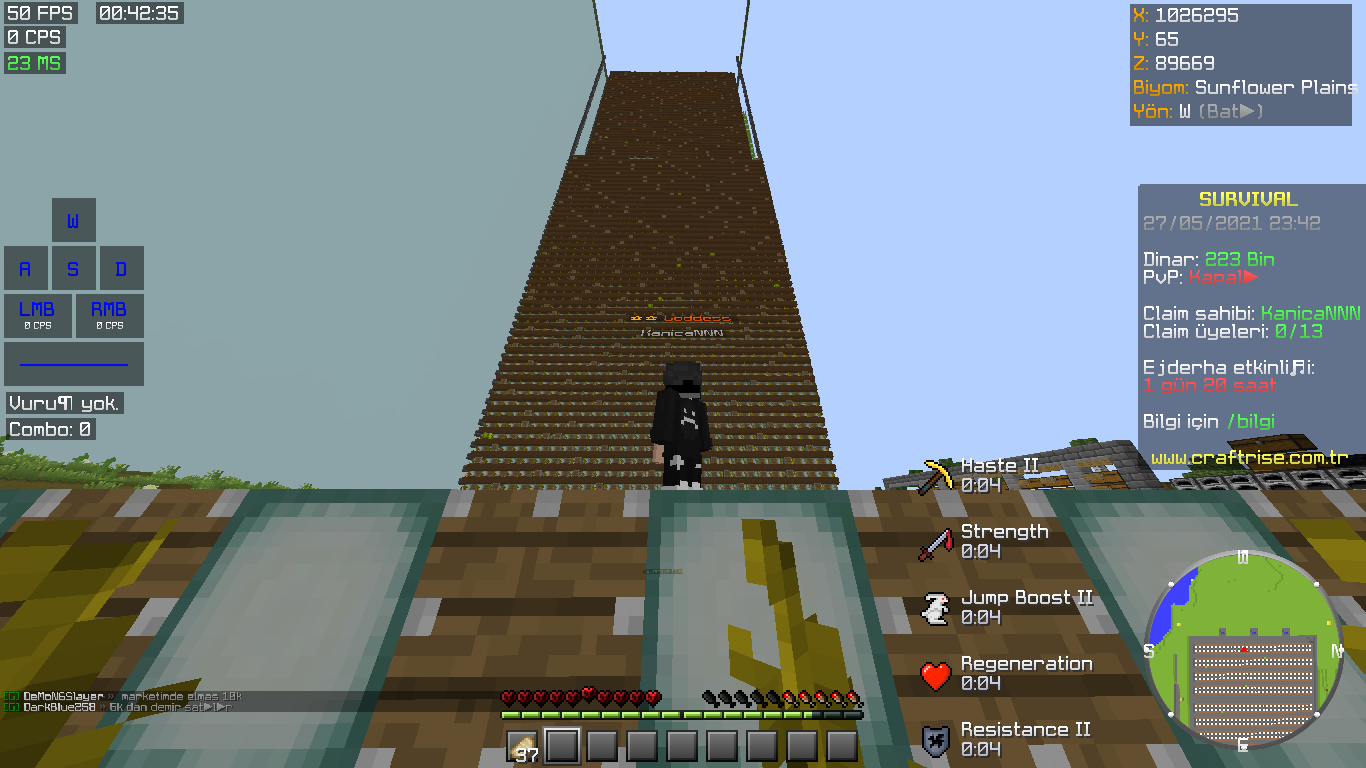 50 FPS 00:42:35
0 CPS
23 MS
X: 1026295
Y: 65
Z: 89669
Biyom: Sunflower Plains
Yön: W (Bat►)
SURVIVAL
27/05/2021 23:42
Dinar: 223 Bin
PvP: Kapal►
Claim sahibi: KanicaNNN
Claim üyeleri: 0/13
Ejderha etkinli♬i:
1 gün 20 saat
Bilgi için /bilgi
www.craftrise.com.tr
W
A S D
LMB RMB
0 CPS 0 CPS
Vuru¶ yok.
Combo: 0
Goddess
KanicaNNN
Haste II
0:04
Strength
0:04
Jump Boost II
0:04
Regeneration
0:04
Resistance II
0:04
W
S N
E
[G] DeMoN6Slayer » marketimde elmas 10k
[G] DarkBlue258 » 6k dan demir sat►l►r
37